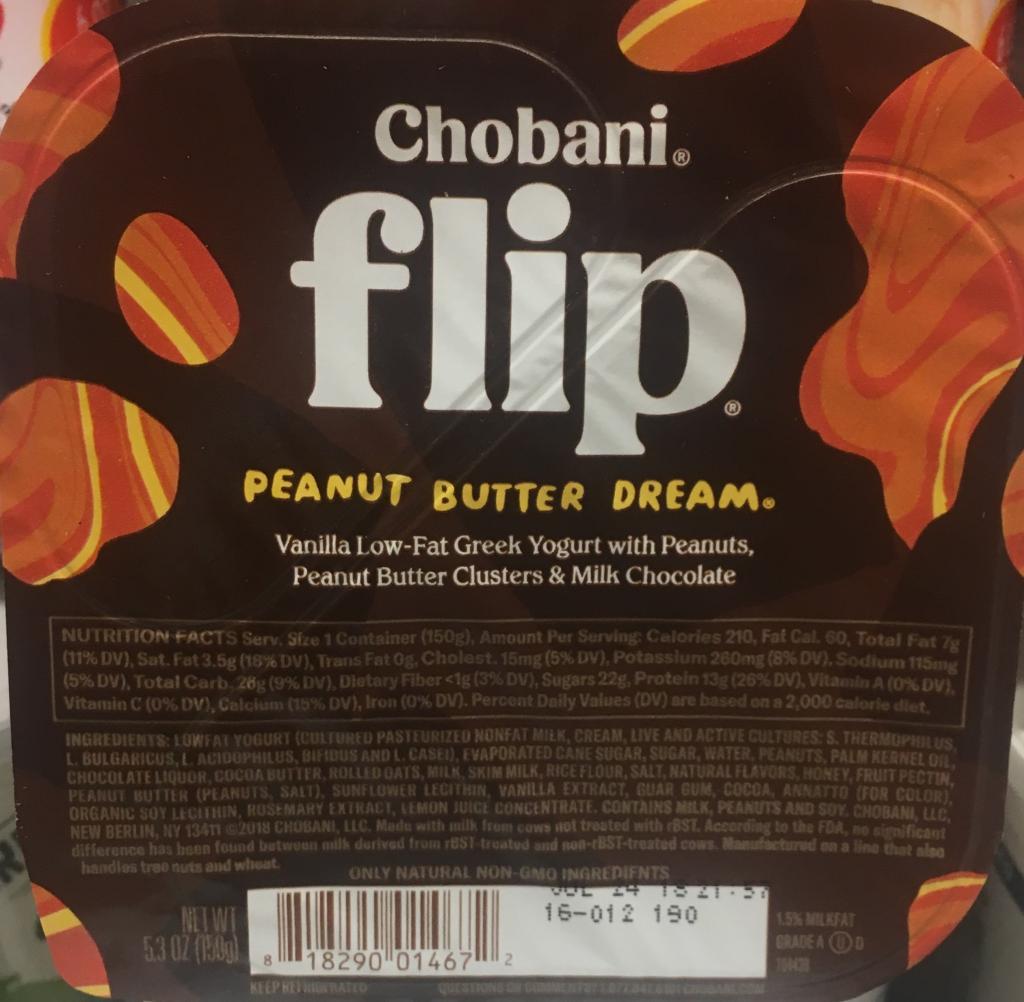 Chobani®
flip®
PEANUT BUTTER DREAM®
Vanilla Low-Fat Greek Yogurt with Peanuts,
Peanut Butter Clusters & Milk Chocolate
NUTRITION FACTS Serv. Size 1 Container (150g), Amount Per Serving: Calories 210, Fat Cal. 60, Total Fat 7g
(11% DV), Sat. Fat 3.5g (18% DV), Trans Fat 0g, Cholest. 15mg (5% DV), Potassium 260mg (8% DV), Sodium 115mg
(5% DV), Total Carb. 26g (9% DV), Dietary Fiber <1g (3% DV), Sugars 22g, Protein 13g (26% DV), Vitamin A (0% DV),
Vitamin C (0% DV), Calcium (15% DV), Iron (0% DV). Percent Daily Values (DV) are based on a 2,000 calorie diet.
INGREDIENTS: LOWFAT YOGURT (CULTURED PASTEURIZED NONFAT MILK, CREAM, LIVE AND ACTIVE CULTURES: S. THERMOPHILUS,
L. BULGARICUS, L. ACIDOPHILUS, BIFIDUS AND L. CASEI), EVAPORATED CANE SUGAR, SUGAR, WATER, PEANUTS, PALM KERNEL OIL,
CHOCOLATE LIQUOR, COCOA BUTTER, ROLLED OATS, MILK, SKIM MILK, RICE FLOUR, SALT, NATURAL FLAVORS, HONEY, FRUIT PECTIN,
PEANUT BUTTER (PEANUTS, SALT), SUNFLOWER LECITHIN, VANILLA EXTRACT, GUAR GUM, COCOA, ANNATTO (FOR COLOR),
ORGANIC SOY LECITHIN, ROSEMARY EXTRACT, LEMON JUICE CONCENTRATE. CONTAINS MILK, PEANUTS AND SOY. CHOBANI, LLC,
NEW BERLIN, NY 13411 ©2018 CHOBANI, LLC. Made with milk from cows not treated with rBST. According to the FDA, no significant
difference has been found between milk derived from rBST-treated and non-rBST-treated cows. Manufactured on a line that also
handles tree nuts and wheat.
ONLY NATURAL NON-GMO INGREDIENTS
NET WT
5.3 OZ (150g)
8 18290 01467 2
JUL 24 18 21:57
16-012 190
1.5% MILKFAT
GRADE A Ⓤ D
KEEP REFRIGERATED QUESTIONS OR COMMENTS?